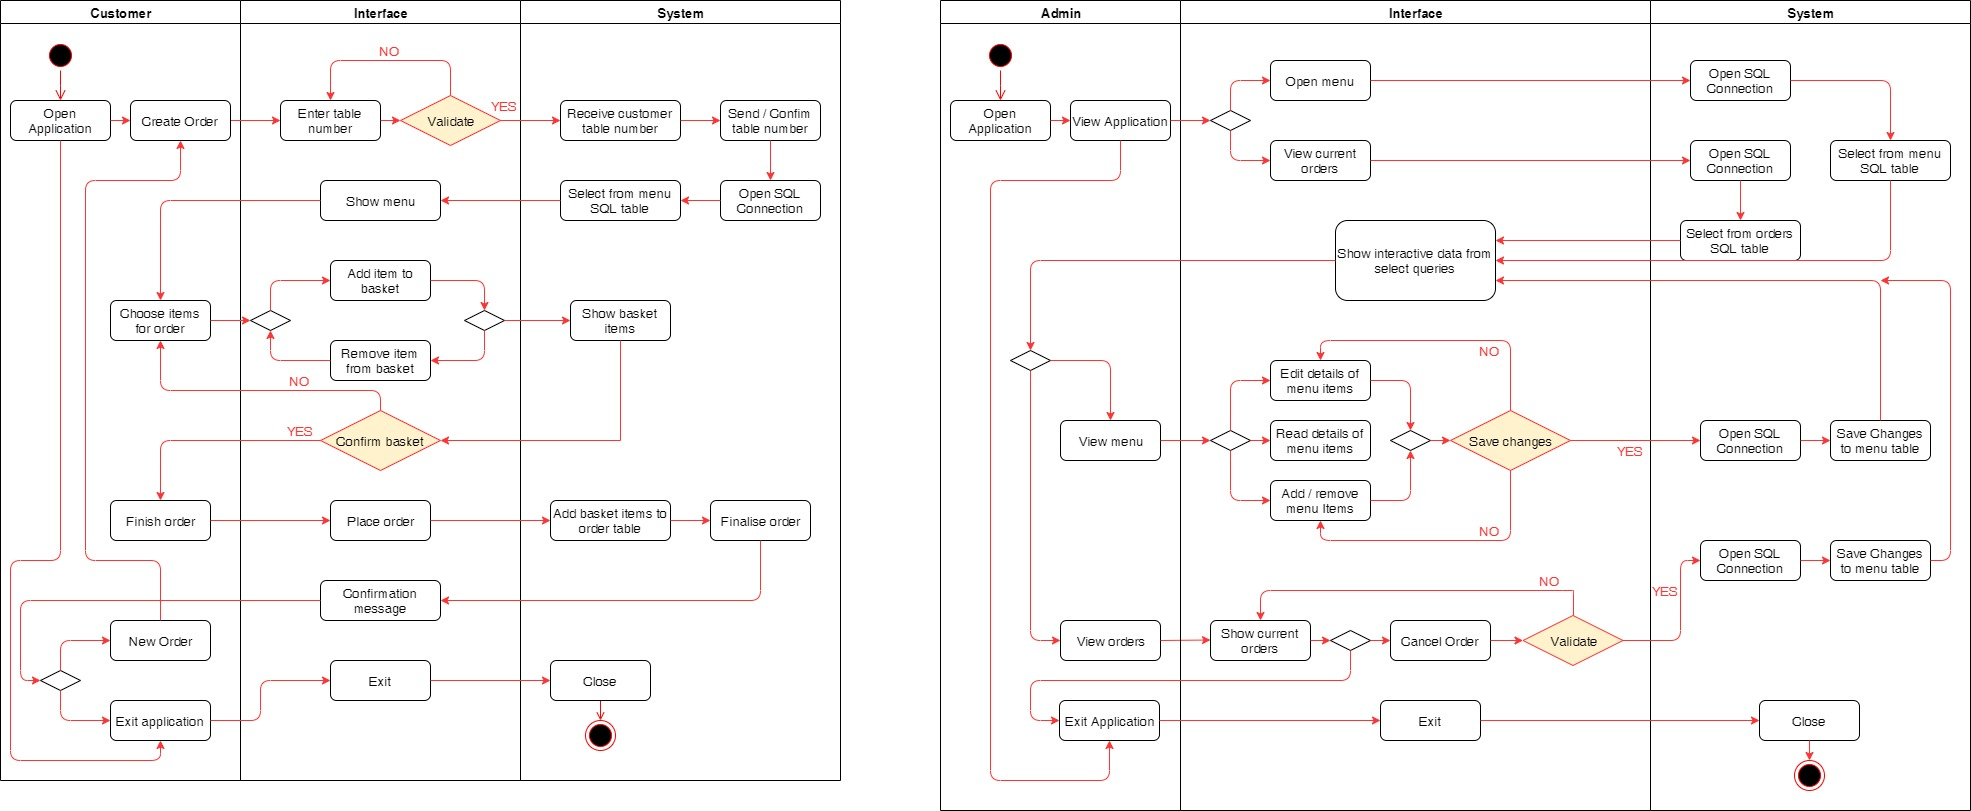 Customer
Interface
System
NO
Open
Application
Create Order
Enter table
number
Validate
YES
Receive customer
table number
Send / Confim
table number
Show menu
Select from menu
SQL table
Open SQL
Connection
Add item to
basket
Choose items
for order
Show basket
items
Remove item
from basket
NO
YES
Confirm basket
Finish order
Place order
Add basket items to
order table
Finalise order
Confirmation
message
New Order
Exit
Close
Exit application
Admin
Interface
System
Open
Application
View Application
Open menu
Open SQL
Connection
View current
orders
Open SQL
Connection
Select from menu
SQL table
Select from orders
SQL table
Show interactive data from
select queries
NO
Edit details of
menu items
View menu
Read details of
menu items
Save changes
YES
Open SQL
Connection
Save Changes
to menu table
Add / remove
menu Items
NO
Open SQL
Connection
Save Changes
to menu table
NO
YES
View orders
Show current
orders
Cancel Order
Validate
Exit Application
Exit
Close